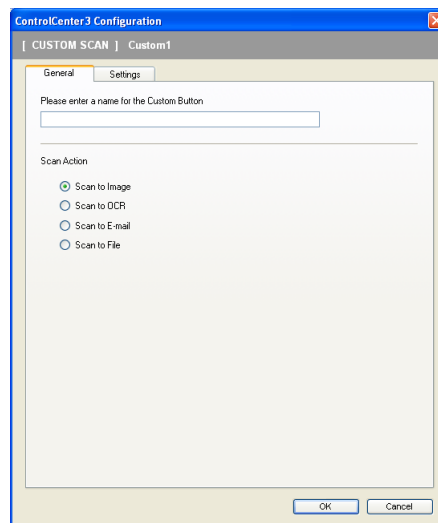 ControlCenter3 Configuration
[ CUSTOM SCAN ] Custom1
General Settings
Please enter a name for the Custom Button
Scan Action
Scan to Image
Scan to OCR
Scan to E-mail
Scan to File
OK Cancel